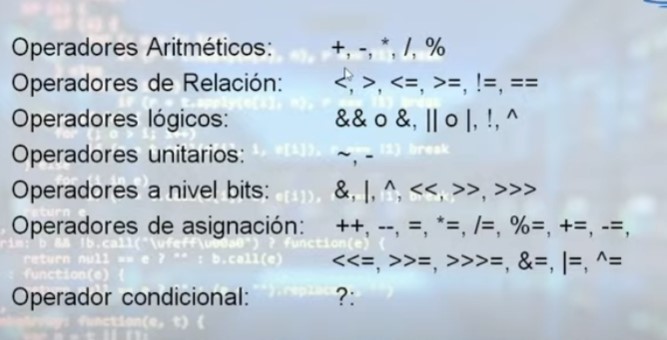 Operadores Aritméticos: +, -, *, /, %
Operadores de Relación: <, >, <=, >=, !=, ==
Operadores lógicos: && o &, || o |, !, ^
Operadores unitarios: ~, -
Operadores a nivel bits: &, |, ^, <<, >>, >>>
Operadores de asignación: ++, --, =, *=, /=, %=, +=, -=,
<<=, >>=, >>>=, &=, |=, ^=
Operador condicional: ?: